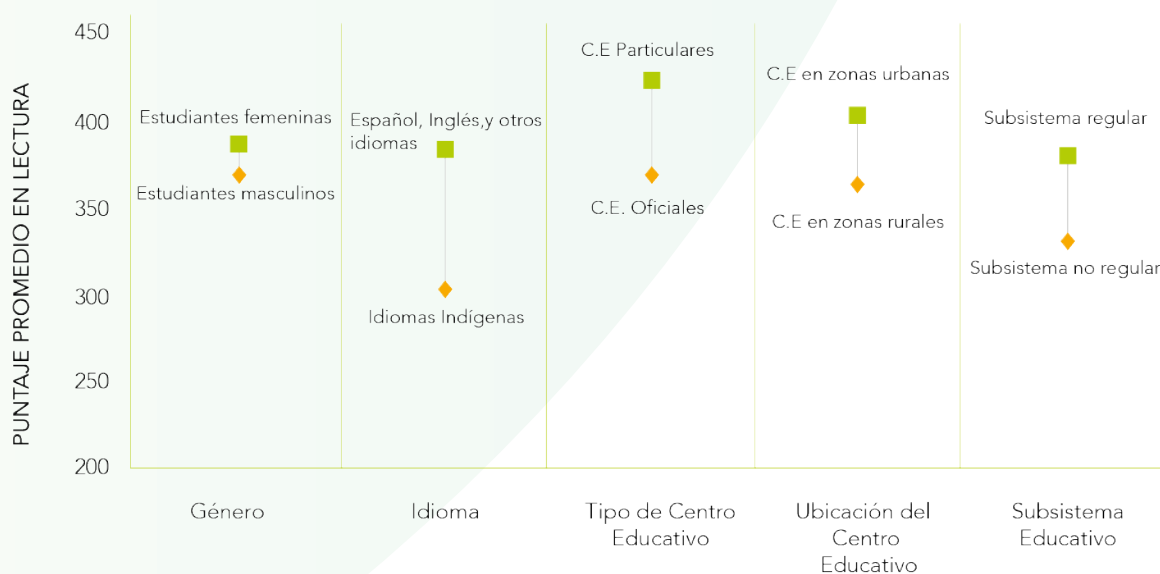 PUNTAJE PROMEDIO EN LECTURA
450
400
350
300
250
200
Estudiantes femeninas
Estudiantes masculinos
Español, Inglés,y otros
idiomas
Idiomas Indígenas
C.E Particulares
C.E. Oficiales
C.E en zonas urbanas
C.E en zonas rurales
Subsistema regular
Subsistema no regular
Género
Idioma
Tipo de Centro
Educativo
Ubicación del
Centro
Educativo
Subsistema
Educativo